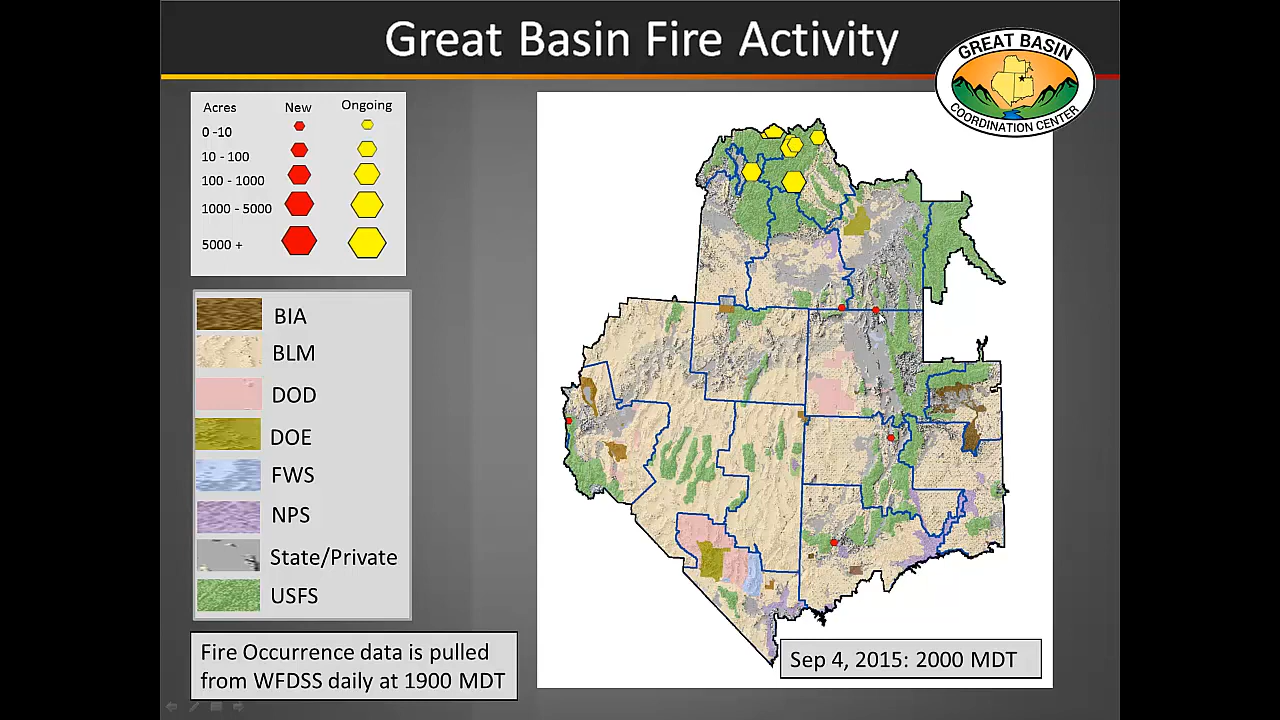 Great Basin Fire Activity
GREAT BASIN
COORDINATION CENTER
Acres New Ongoing
0 -10
10 - 100
100 - 1000
1000 - 5000
5000 +
BIA
BLM
DOD
DOE
FWS
NPS
State/Private
USFS
Fire Occurrence data is pulled
from WFDSS daily at 1900 MDT
Sep 4, 2015: 2000 MDT